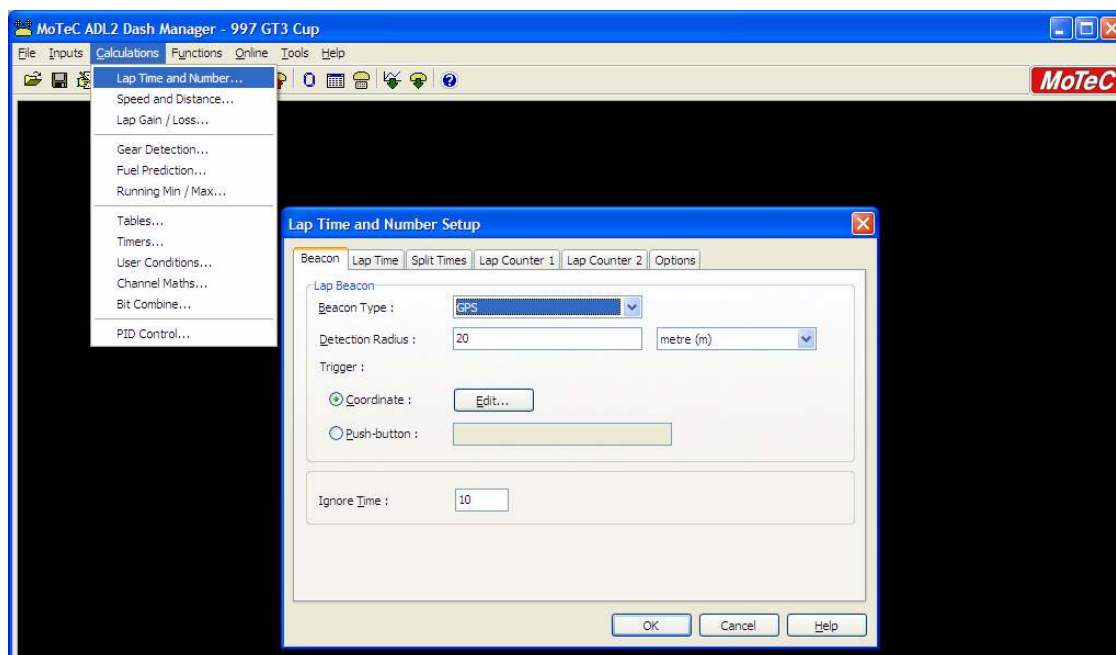 MoTeC ADL2 Dash Manager - 997 GT3 Cup
File Inputs Calculations Functions Online Tools Help
MoTeC
Lap Time and Number...
Speed and Distance...
Lap Gain / Loss...
Gear Detection...
Fuel Prediction...
Running Min / Max...
Tables...
Timers...
User Conditions...
Channel Maths...
Bit Combine...
PID Control...
Lap Time and Number Setup
Beacon Lap Time Split Times Lap Counter 1 Lap Counter 2 Options
Lap Beacon
Beacon Type : GPS
Detection Radius : 20 metre (m)
Trigger :
Coordinate : Edit...
Push-button :
Ignore Time : 10
OK Cancel Help